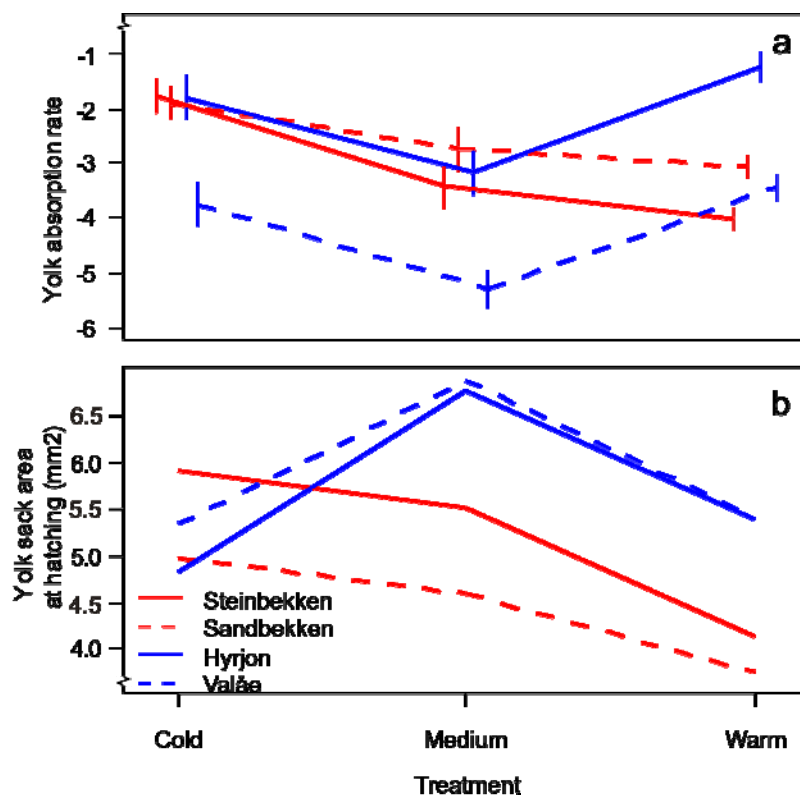 a
-1
-2
-3
-4
-5
-6
Yolk absorption rate
b
6.5
6.0
5.5
5.0
4.5
4.0
Yolk sack area
at hatching (mm2)
Steinbekken
Sandbekken
Hyrjon
Valåe
Cold Medium Warm
Treatment